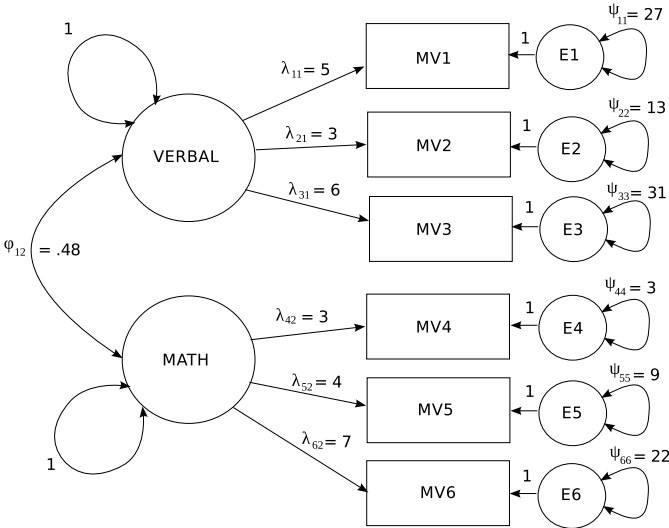 1
VERBAL
φ12 = .48
MATH
1
λ11= 5
λ21= 3
λ31= 6
λ42= 3
λ52= 4
λ62= 7
MV1
MV2
MV3
MV4
MV5
MV6
1
1
1
1
1
1
E1
E2
E3
E4
E5
E6
ψ11= 27
ψ22= 13
ψ33= 31
ψ44= 3
ψ55= 9
ψ66= 22